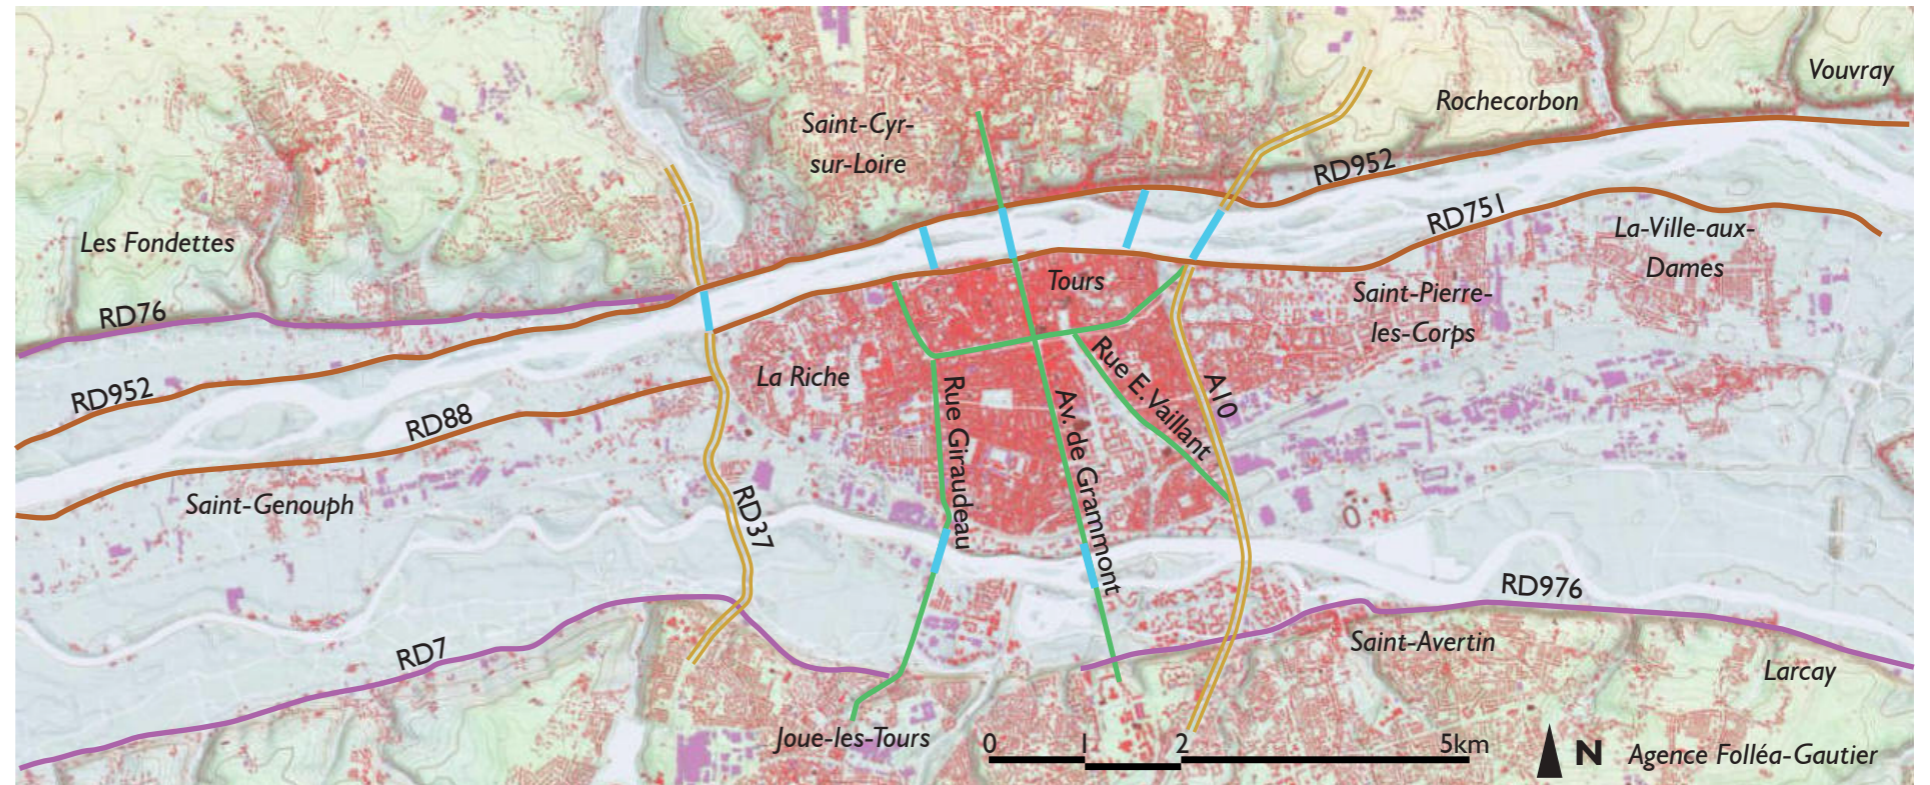 Vouvray
Rochecorbon
Saint-Cyr-
sur-Loire
RD952
RD751
La-Ville-aux-
Dames
Les Fondettes
Tours
Saint-Pierre-
les-Corps
RD76
La Riche
Rue E. Vaillant
A10
RD952
RD88
Rue Giraudeau
Av. de Grammont
Saint-Genouph
RD37
RD976
RD7
Saint-Avertin
Larcay
Joue-les-Tours
0 1 2 5km
N
Agence Folléa-Gautier